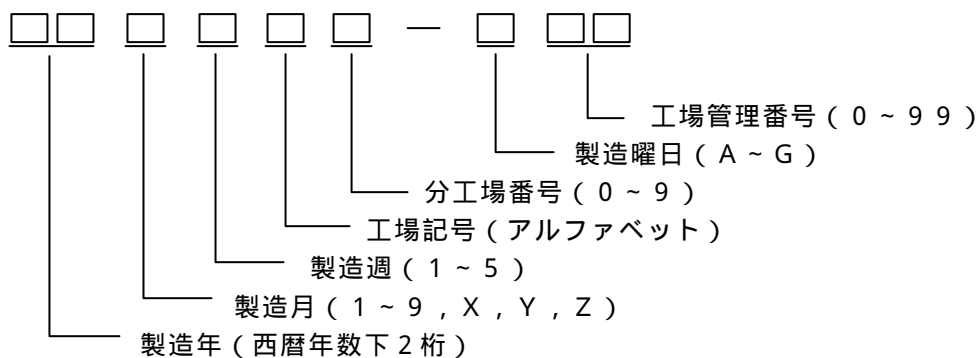 □□ □ □ □ □ － □ □□
工場管理番号(０~９９)
製造曜日(Ａ~Ｇ)
分工場番号(０~９)
工場記号(アルファベット)
製造週(１~５)
製造月(１~９,Ｘ,Ｙ,Ｚ)
製造年(西暦年数下２桁)